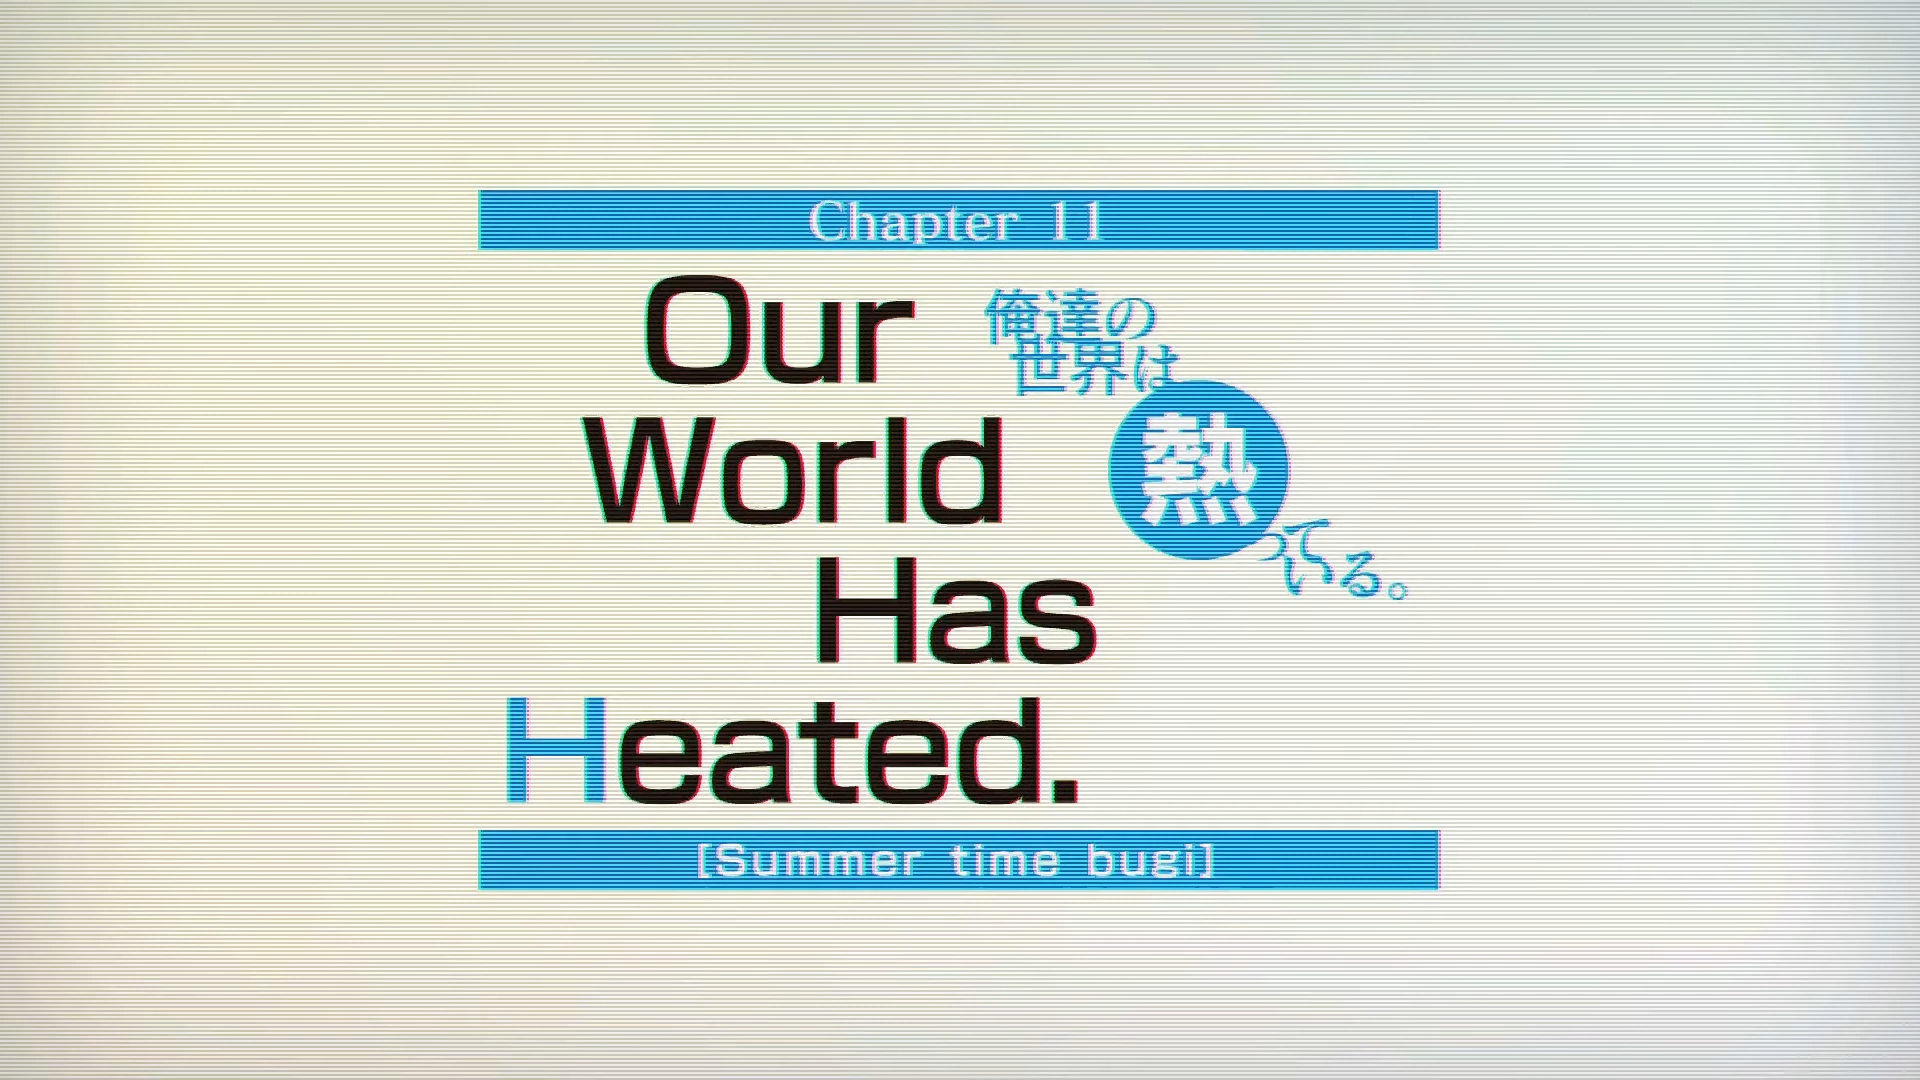 Chapter 11
Our
World
Has
Heated.
俺達の
世界は
熱
っている。
[Summer time bugi]